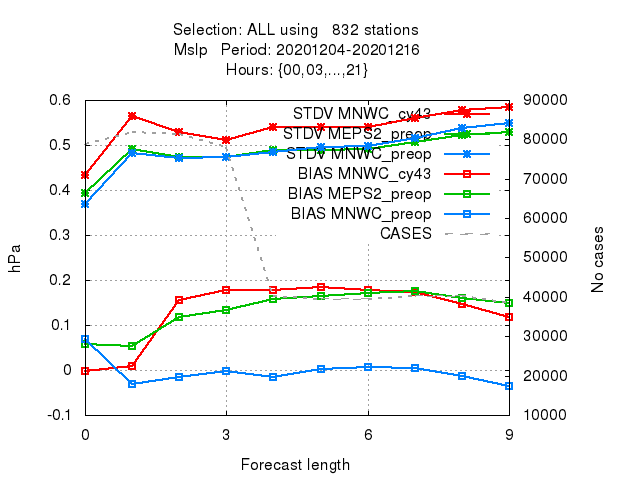 Selection: ALL using   832 stations
Mslp   Period: 20201204-20201216
Hours: {00,03,...,21}
0.6
0.5
0.4
0.3
0.2
0.1
0
-0.1
hPa
90000
80000
70000
60000
50000
40000
30000
20000
10000
No cases
STDV MNWC_cy43
STDV MEPS2_preop
STDV MNWC_preop
BIAS MNWC_cy43
BIAS MEPS2_preop
BIAS MNWC_preop
CASES
0 3 6 9
Forecast length